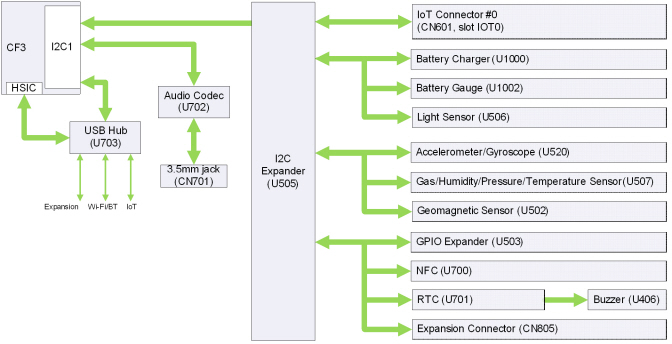 CF3
I2C1
HSIC
USB Hub
(U703)
Expansion
Wi-Fi/BT
IoT
Audio Codec
(U702)
3.5mm jack
(CN701)
I2C
Expander
(U505)
IoT Connector #0
(CN601, slot IOT0)
Battery Charger (U1000)
Battery Gauge (U1002)
Light Sensor (U506)
Accelerometer/Gyroscope (U520)
Gas/Humidity/Pressure/Temperature Sensor(U507)
Geomagnetic Sensor (U502)
GPIO Expander (U503)
NFC (U700)
RTC (U701)
Buzzer (U406)
Expansion Connector (CN805)